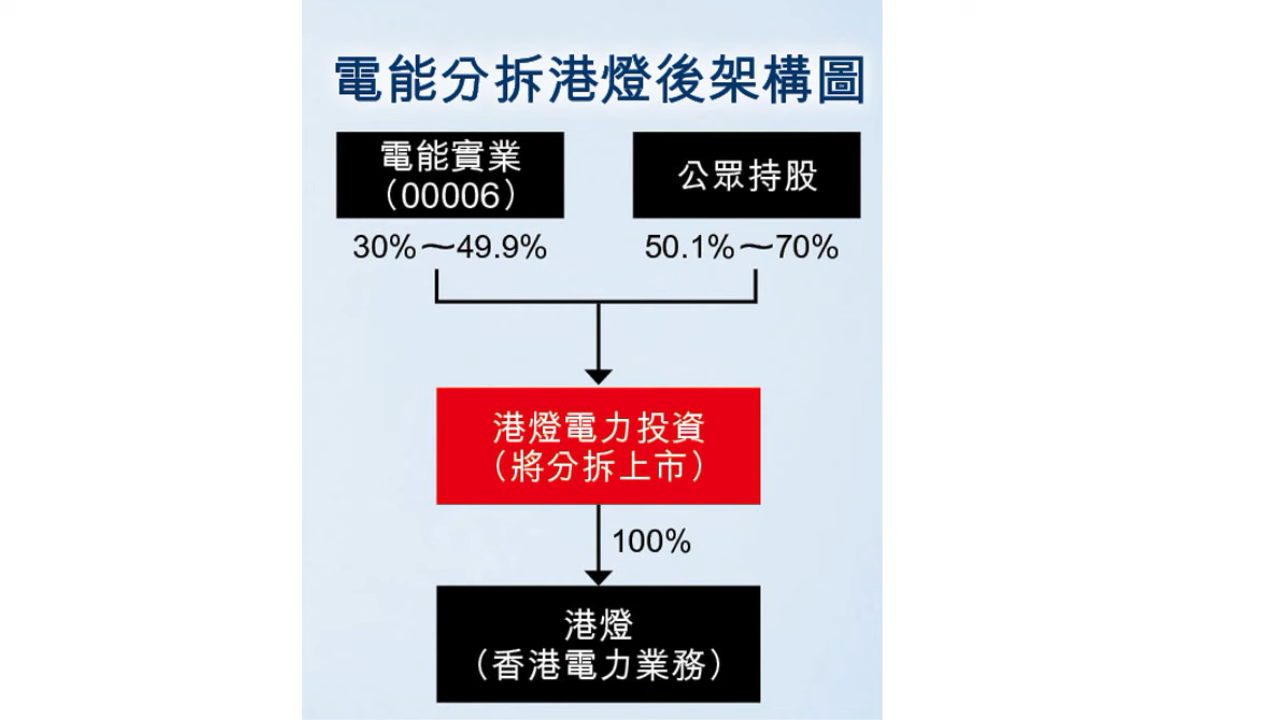 電能分拆港燈後架構圖
電能實業
（00006）
公眾持股
30%～49.9%
50.1%～70%
港燈電力投資
（將分拆上市）
100%
港燈
（香港電力業務）